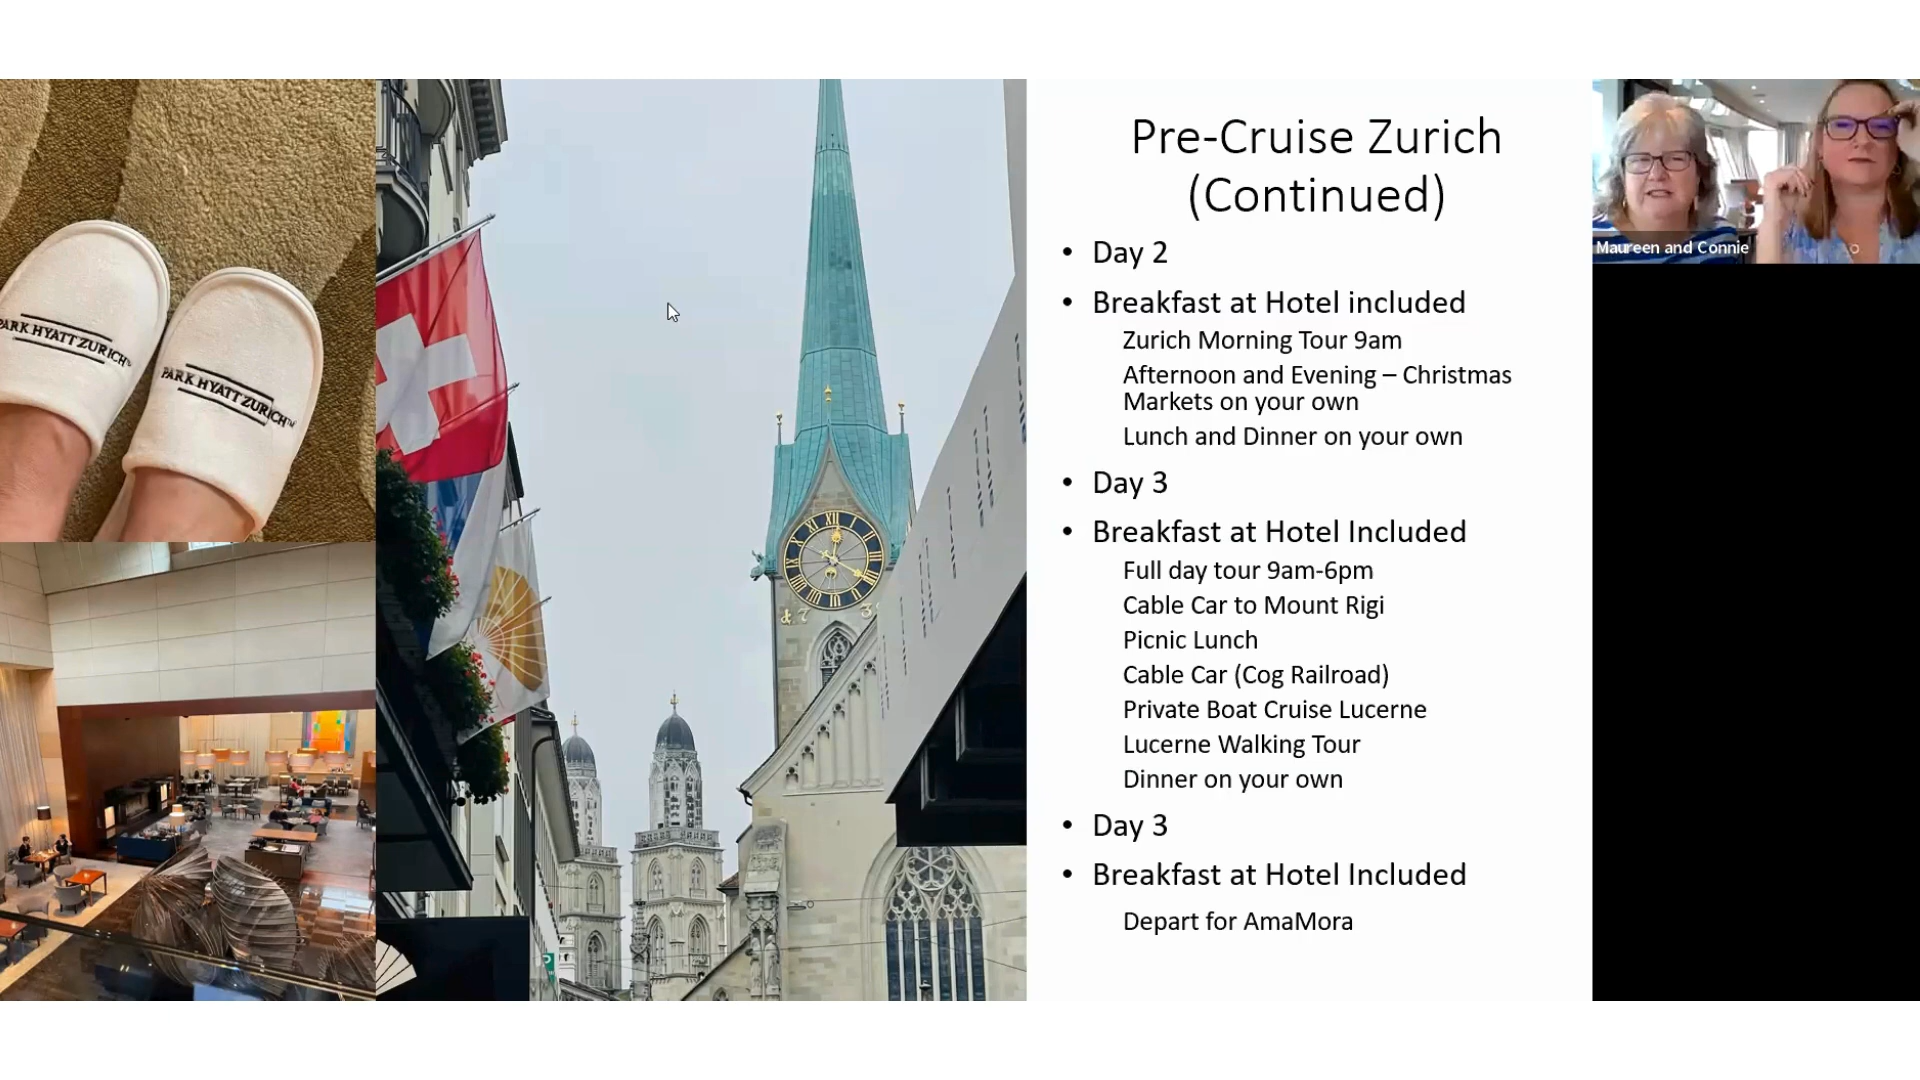 PARK HYATT ZURICH™
PARK HYATT ZURICH™
XI XII
Pre-Cruise Zurich
(Continued)
• Day 2
• Breakfast at Hotel included
Zurich Morning Tour 9am
Afternoon and Evening – Christmas
Markets on your own
Lunch and Dinner on your own
• Day 3
• Breakfast at Hotel Included
Full day tour 9am-6pm
Cable Car to Mount Rigi
Picnic Lunch
Cable Car (Cog Railroad)
Private Boat Cruise Lucerne
Lucerne Walking Tour
Dinner on your own
• Day 3
• Breakfast at Hotel Included
Depart for AmaMora
Maureen and Connie